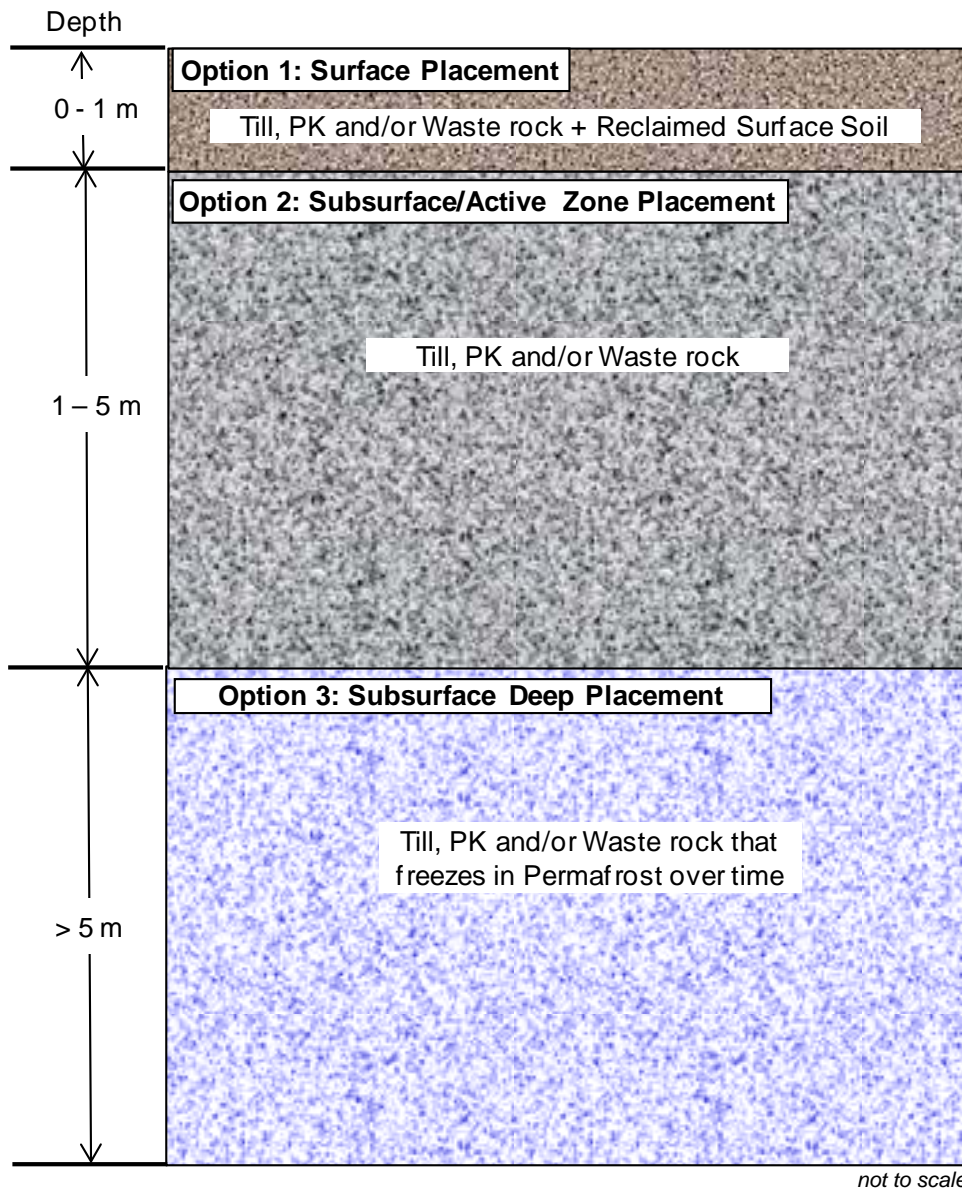 Depth
Option 1: Surface Placement
0 - 1 m
Till, PK and/or Waste rock + Reclaimed Surface Soil
Option 2: Subsurface/Active Zone Placement
Till, PK and/or Waste rock
1 – 5 m
Option 3: Subsurface Deep Placement
Till, PK and/or Waste rock that
freezes in Permafrost over time
> 5 m
not to scale